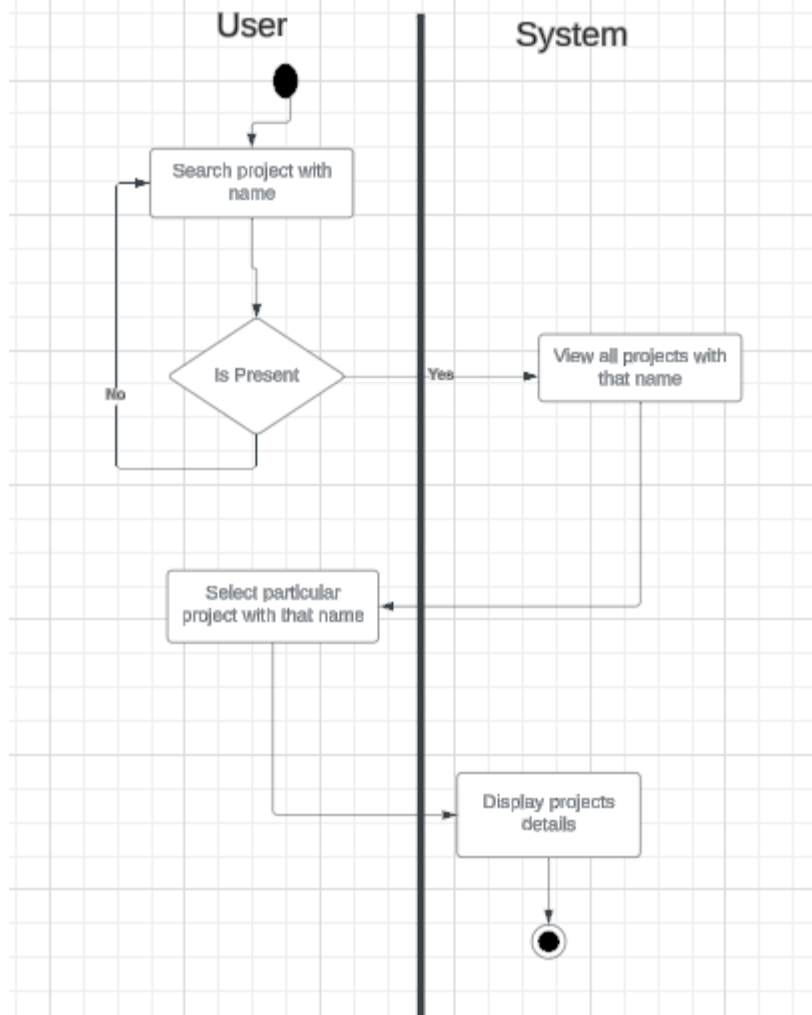 User
System
Search project with
name
Is Present
Yes
View all projects with
that name
No
Select particular
project with that name
Display projects
details